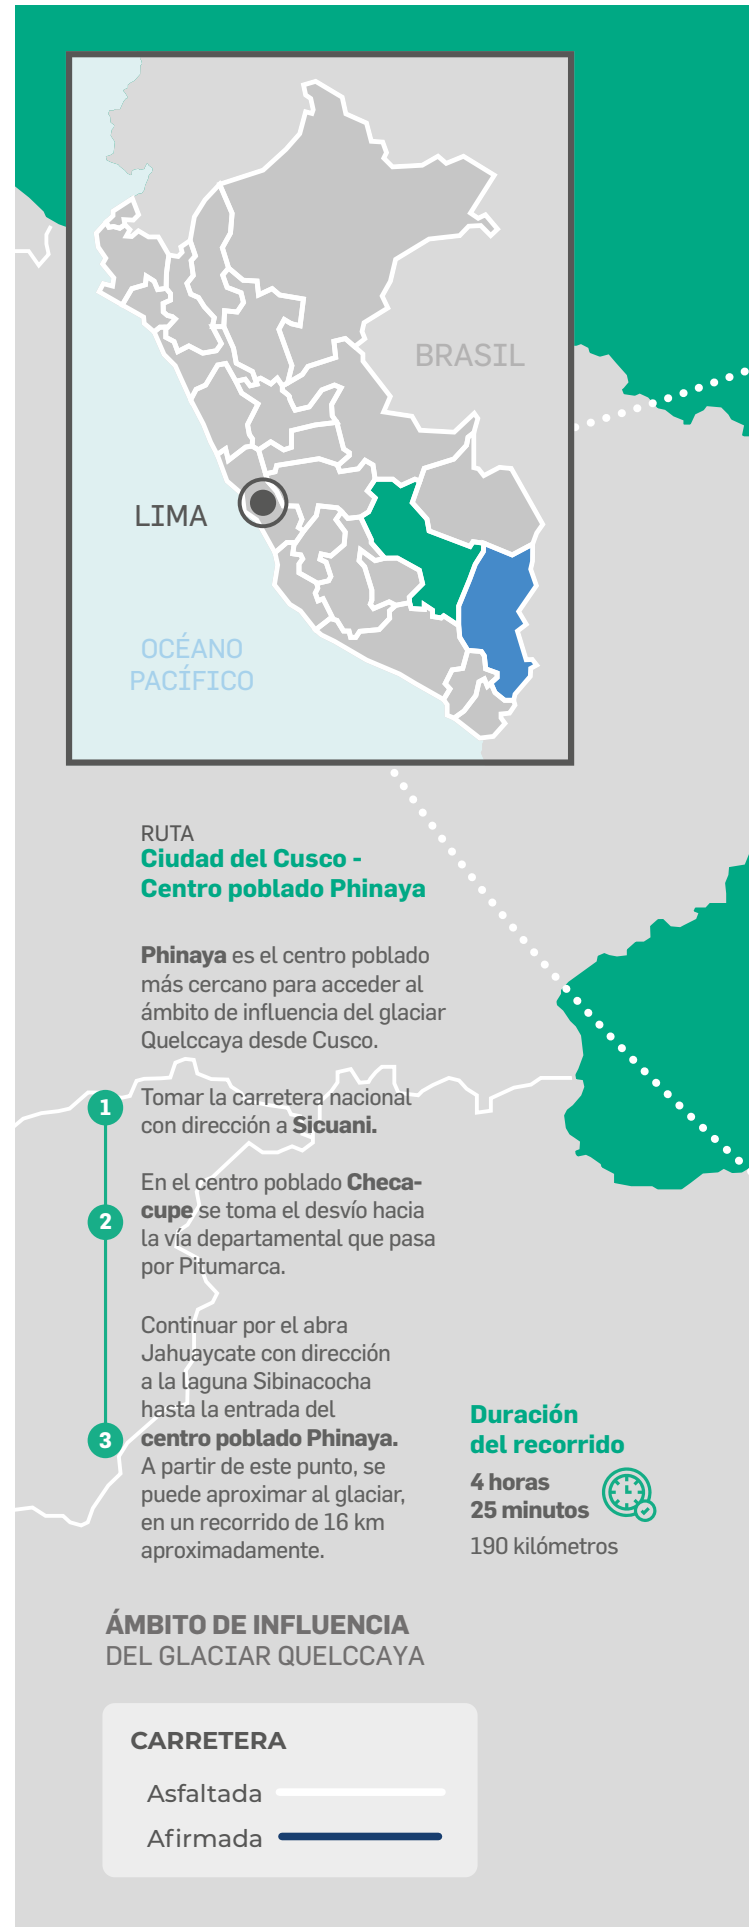 BRASIL
LIMA
OCÉANO
PACÍFICO
RUTA
Ciudad del Cusco -
Centro poblado Phinaya
Phinaya es el centro poblado
más cercano para acceder al
ámbito de influencia del glaciar
Quelccaya desde Cusco.
1
Tomar la carretera nacional
con dirección a Sicuani.
2
En el centro poblado Checa-
cupe se toma el desvío hacia
la vía departamental que pasa
por Pitumarca.
3
Continuar por el abra
Jahuaycate con dirección
a la laguna Sibinacocha
hasta la entrada del
centro poblado Phinaya.
A partir de este punto, se
puede aproximar al glaciar,
en un recorrido de 16 km
aproximadamente.
Duración
del recorrido
4 horas
25 minutos
190 kilómetros
ÁMBITO DE INFLUENCIA
DEL GLACIAR QUELCCAYA
CARRETERA
Asfaltada
Afirmada